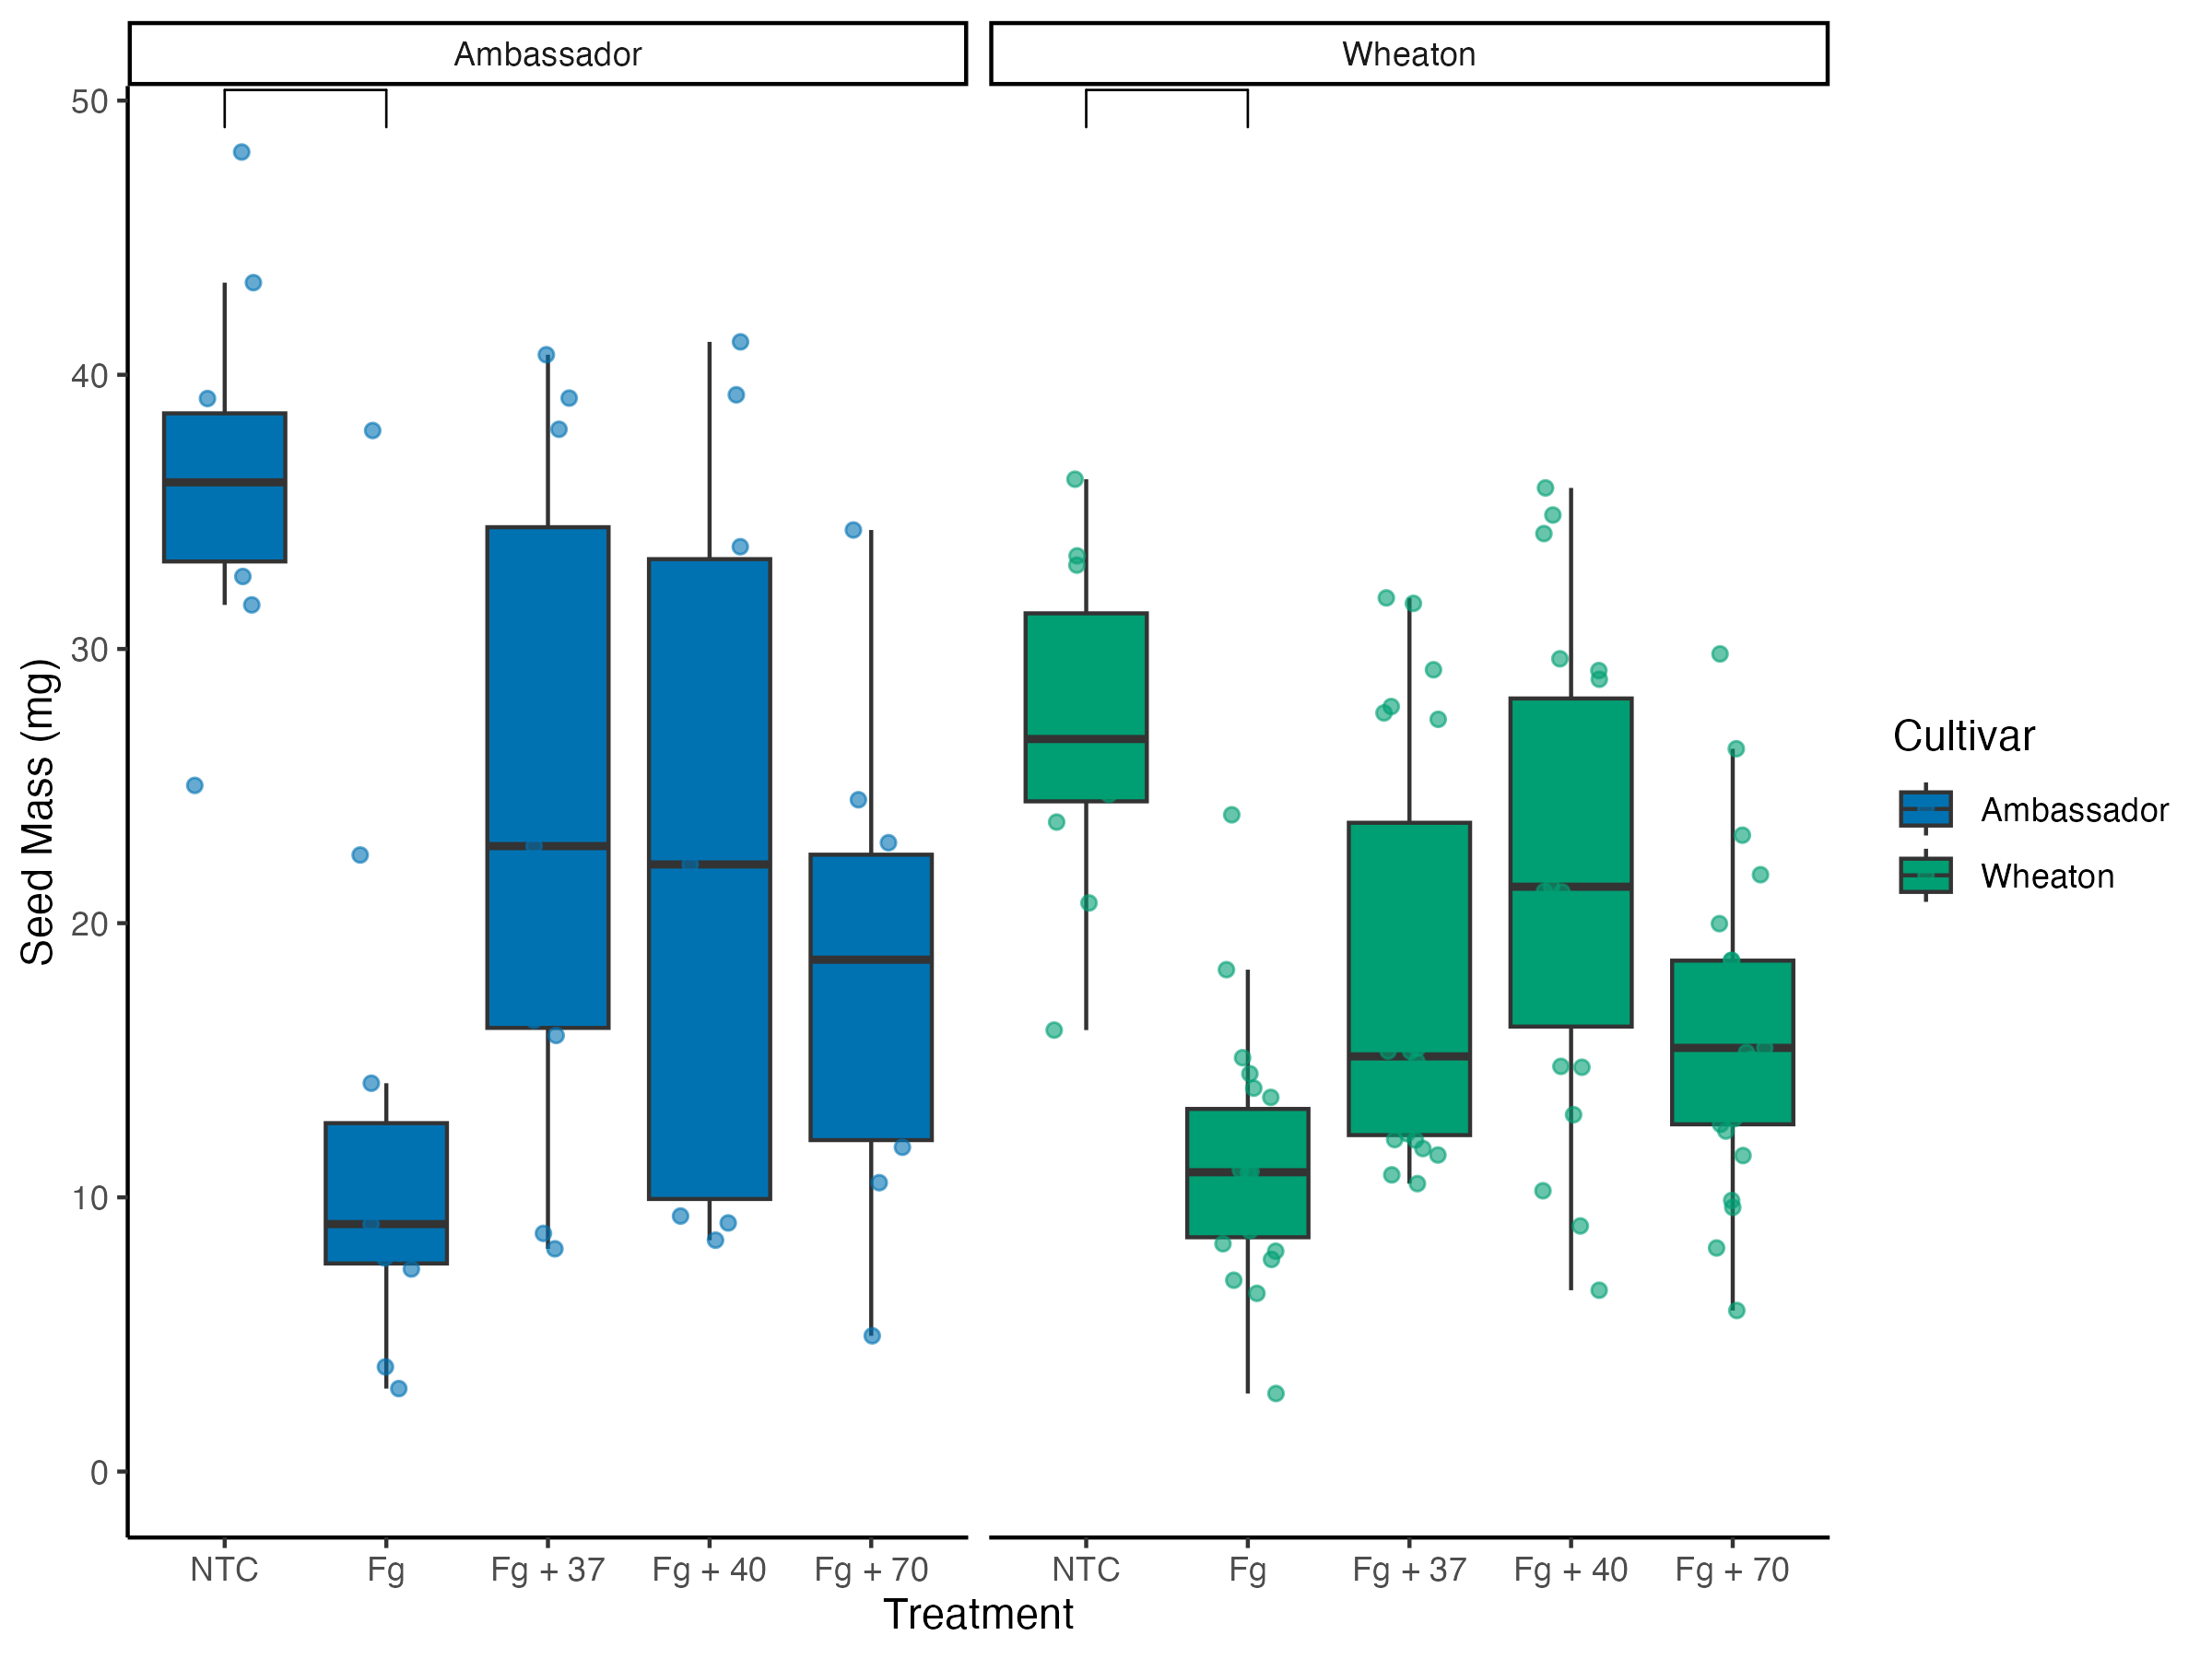 Ambassador
Wheaton
50
40
30
20
10
0
Seed Mass (mg)
NTC Fg Fg + 37 Fg + 40 Fg + 70
NTC Fg Fg + 37 Fg + 40 Fg + 70
Treatment
Cultivar
Ambassador
Wheaton